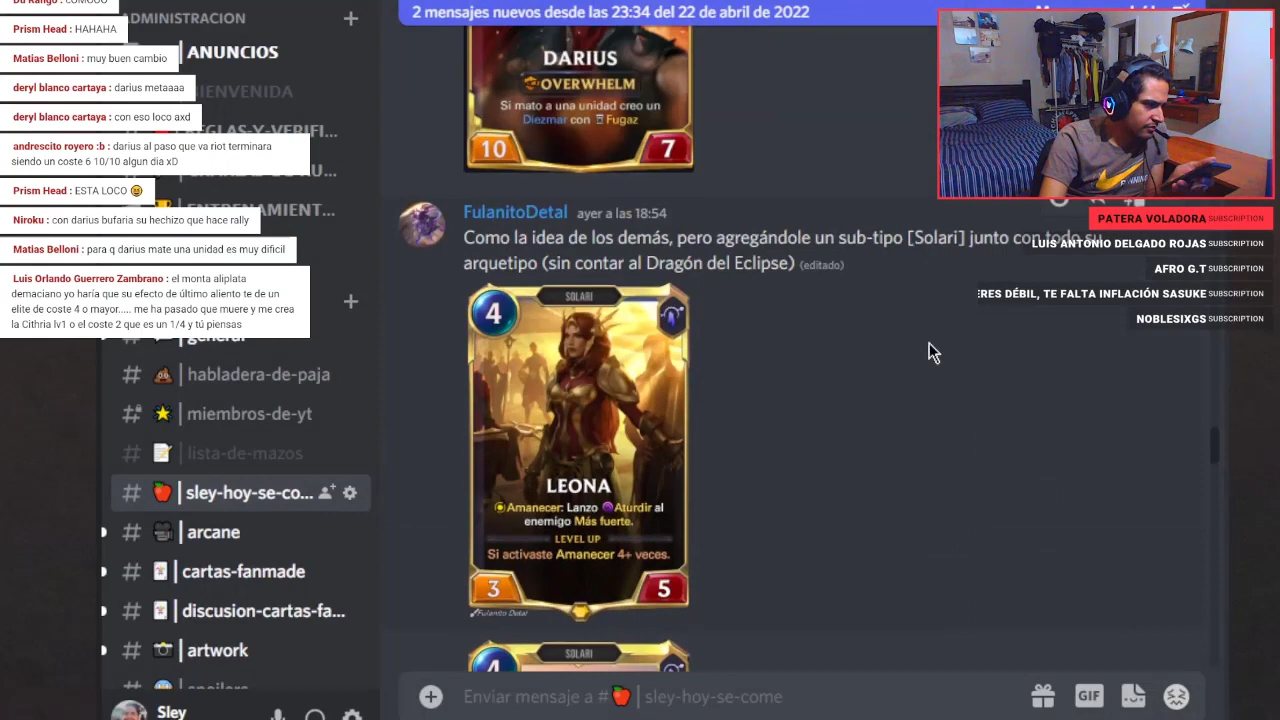 Prism Head : HAHAHA
Matias Belloni : muy buen cambio
deryl blanco cartaya : darius metaaaa
deryl blanco cartaya : con eso loco axd
andrescito royero :b : darius al paso que va riot terminara
siendo un coste 6 10/10 algun dia xD
Prism Head : ESTA LOCO 😆
Niroku : con darius bufaria su hechizo que hace rally
Matias Belloni : para q darius mate una unidad es muy dificil
Luis Orlando Guerrero Zambrano : el monta aliplata
demaciano yo haría que su efecto de último aliento te de un
elite de coste 4 o mayor..... me ha pasado que muere y me crea
la Cithria lv1 o el coste 2 que es un 1/4 y tú piensas
ADMINISTRACION
ANUNCIOS
general
habladera-de-paja
miembros-de-yt
lista-de-mazos
sley-hoy-se-co...
arcane
cartas-fanmade
discusion-cartas-fa...
artwork
spoilers
Sley
2 mensajes nuevos desde las 23:34 del 22 de abril de 2022
DARIUS
OVERWHELM
Si mato a una unidad creo un
Diezmar con Fugaz
10
7
FulanitoDetal ayer a las 18:54
Como la idea de los demás, pero agregándole un sub-tipo [Solari] junto con todo su
arquetipo (sin contar al Dragón del Eclipse) (editado)
4
SOLARI
LEONA
Amanecer: Lanzo Aturdir al
enemigo Más fuerte.
LEVEL UP
Si activaste Amanecer 4+ veces.
3
5
Fulanito Detal
4
SOLARI
Enviar mensaje a #🍎 | sley-hoy-se-come
GIF
PATERA VOLADORA SUBSCRIPTION
LUIS ANTONIO DELGADO ROJAS SUBSCRIPTION
AFRO G.T SUBSCRIPTION
ERES DÉBIL, TE FALTA INFLACIÓN SASUKE SUBSCRIPTION
NOBLESIXGS SUBSCRIPTION